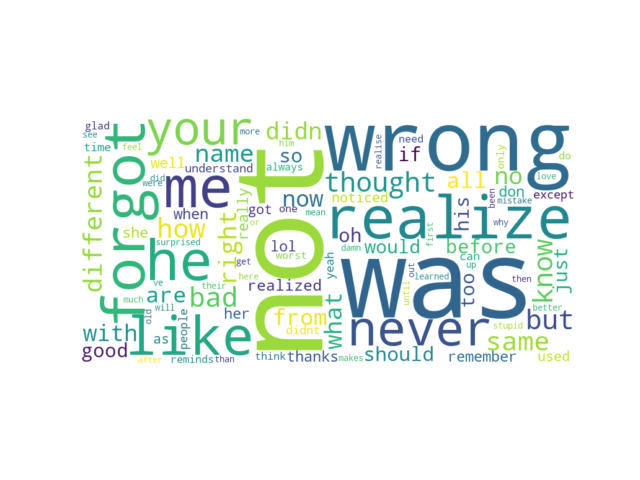 glad
see
time
forgot
your
more
didn
him
wrong
realise
need
only
do
well
feel
name
so
if
no
understand
always
thought
all
love
did
were
me
really
now
noticed
his
don
been
mistake
except
different
when
got
one
mean
she
how
right
not
oh
would
before
first
why
realize
know
just
surprised
he
lol
damn
yeah
can
up
too
get
here
worst
was
out
then
ve
their
are
bad
realized
what
learned
until
better
much
will
her
from
didnt
never
but
with
old
as
people
like
stupid
same
good
reminds
than
think
thanks
should
remember
used
after
or
makes